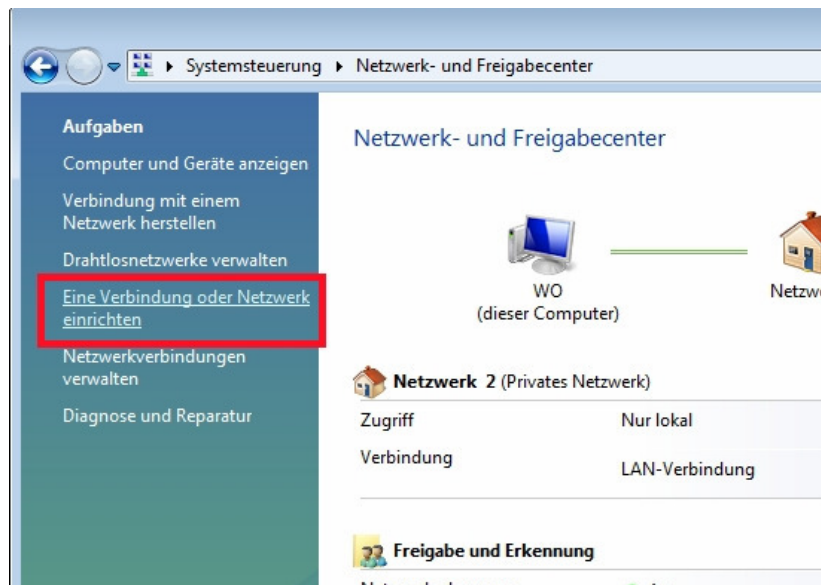 Systemsteuerung
Netzwerk- und Freigabecenter
Aufgaben
Computer und Geräte anzeigen
Verbindung mit einem
Netzwerk herstellen
Drahtlosnetzwerke verwalten
Eine Verbindung oder Netzwerk
einrichten
Netzwerkverbindungen
verwalten
Diagnose und Reparatur
Netzwerk- und Freigabecenter
WO
(dieser Computer)
Netzwe
Netzwerk 2 (Privates Netzwerk)
Zugriff
Nur lokal
Verbindung
LAN-Verbindung
Freigabe und Erkennung